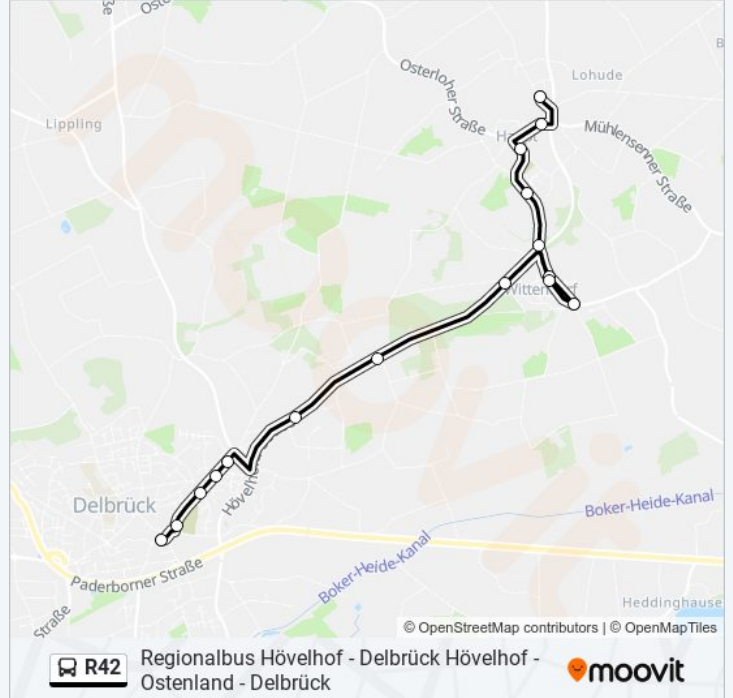 Osterloher Straße
Lohude
Lippling
Mühlensenner Straße
Delbrück
Boker-Heide-Kanal
Paderborner Straße
Boker-Heide-Kanal
Heddinghause
Straße
© OpenStreetMap contributors | © OpenMapTiles
R42 Regionalbus Hövelhof - Delbrück Hövelhof -
Ostenland - Delbrück
moovit